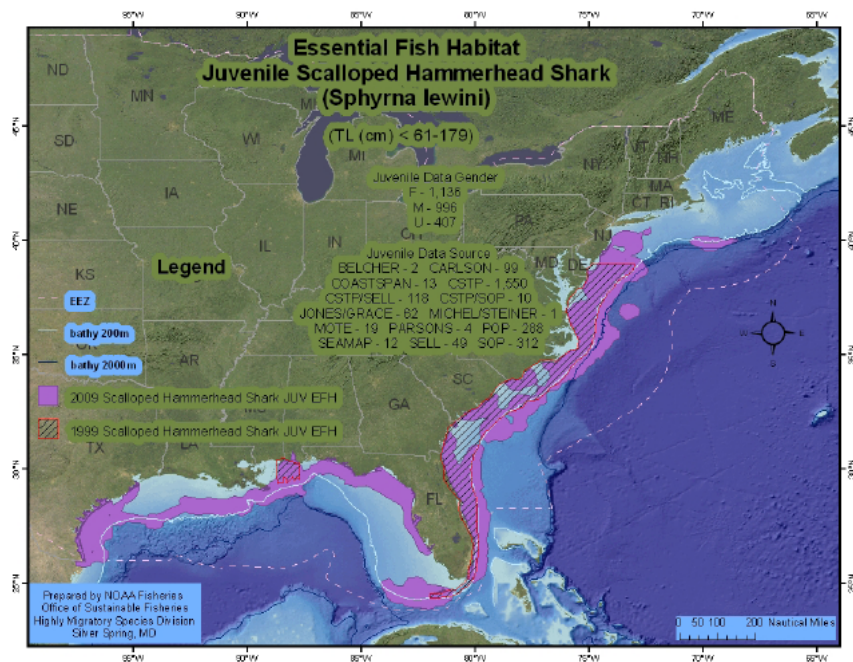 85°W 80°W 85°W 80°W 75°W 70°W 65°W
Essential Fish Habitat
Juvenile Scalloped Hammerhead Shark
(Sphyrna lewini)
(TL (cm) < 61-179)
Juvenile Data Gender
F - 1,136
M - 996
U - 407
Juvenile Data Source
BELCHER - 2 CARLSON - 99
COASTSPAN - 13 CSTP - 1,550
CSTP/SELL - 118 CSTP/SOP - 10
JONES/GRACE - 62 MICHEL/STEINER - 1
MOTE - 19 PARSONS - 4 POP - 288
SEAMAP - 12 SELL - 49 SOP - 312
ND
MN
WI
MI
ME
SD
VT
NH
NY
MA
CT RI
NE
IA
PA
NJ
IL
IN
MD
DE
KS
Legend
EEZ
bathy 200m
bathy 2000m
2009 Scalloped Hammerhead Shark JUV EFH
1999 Scalloped Hammerhead Shark JUV EFH
AR
SC
GA
TX
LA
FL
N
W E
S
45°N
40°N
35°N
30°N
25°N
Prepared by NOAA Fisheries
Office of Sustainable Fisheries
Highly Migratory Species Division
Silver Spring, MD
0 50 100 200 Nautical Miles